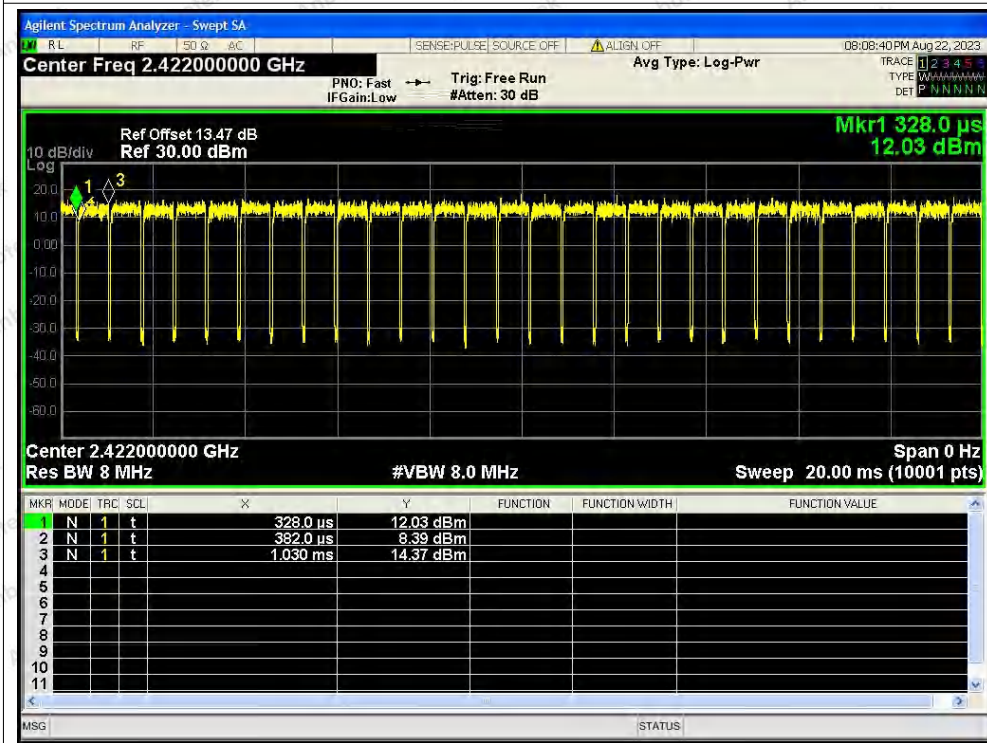 Agilent Spectrum Analyzer - Swept SA
RL RF 50 Ω AC SENSE:PULSE SOURCE OFF ALIGN OFF 08:08:40 PM Aug 22, 2023
Center Freq 2.422000000 GHz Avg Type: Log-Pwr TRACE 1 2 3 4 5 6
PNO: Fast Trig: Free Run TYPE W
IFGain:Low #Atten: 30 dB DET P N N N N N
Mkr1 328.0 µs
12.03 dBm
Ref Offset 13.47 dB
10 dB/div Ref 30.00 dBm
Log
20.0
10.0
0.00
-10.0
-20.0
-30.0
-40.0
-50.0
-60.0
1 3
Center 2.422000000 GHz Span 0 Hz
Res BW 8 MHz #VBW 8.0 MHz Sweep 20.00 ms (10001 pts)
MKR MODE TRC SCL X Y FUNCTION FUNCTION WIDTH FUNCTION VALUE
1 N 1 t 328.0 µs 12.03 dBm
2 N 1 t 382.0 µs 8.39 dBm
3 N 1 t 1.030 ms 14.37 dBm
4
5
6
7
8
9
10
11
MSG STATUS